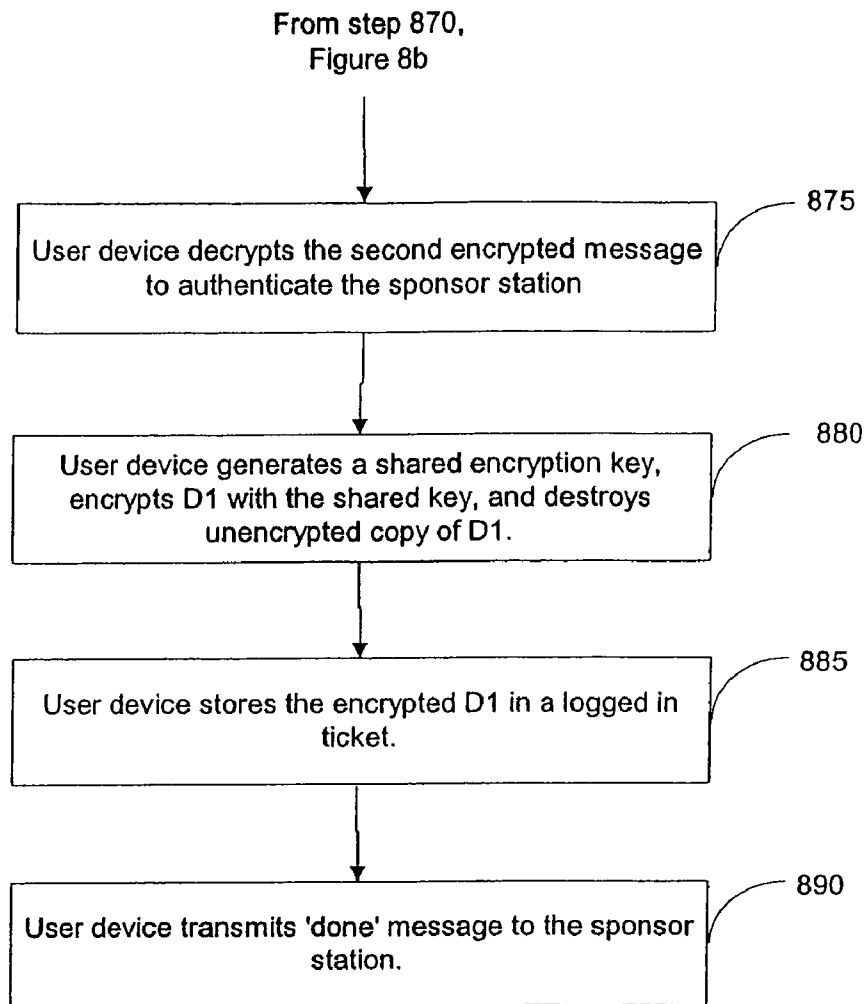 From step 870,
Figure 8b
875
User device decrypts the second encrypted message
to authenticate the sponsor station
880
User device generates a shared encryption key,
encrypts D1 with the shared key, and destroys
unencrypted copy of D1.
885
User device stores the encrypted D1 in a logged in
ticket.
890
User device transmits 'done' message to the sponsor
station.